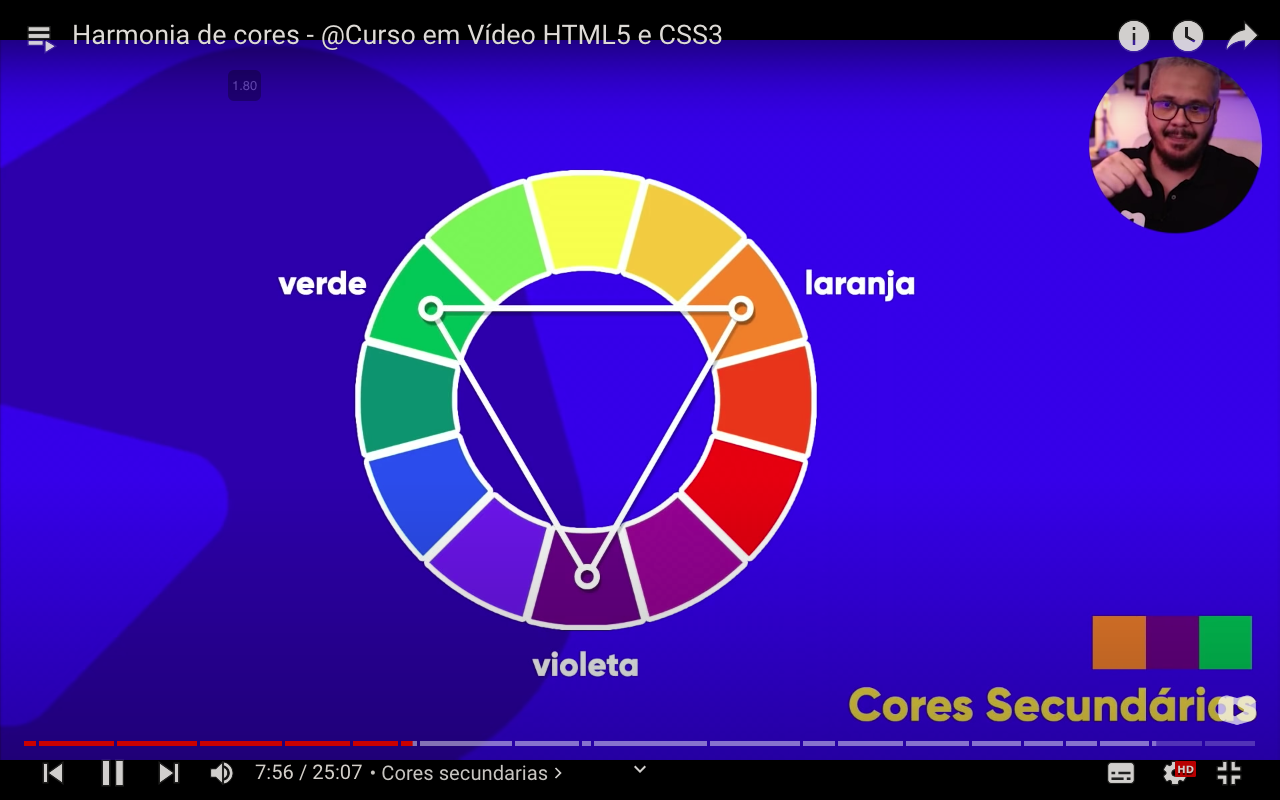 Harmonia de cores - @Curso em Vídeo HTML5 e CSS3
1.80
verde
laranja
violeta
Cores Secundárias
7:56 / 25:07 • Cores secundarias >
HD